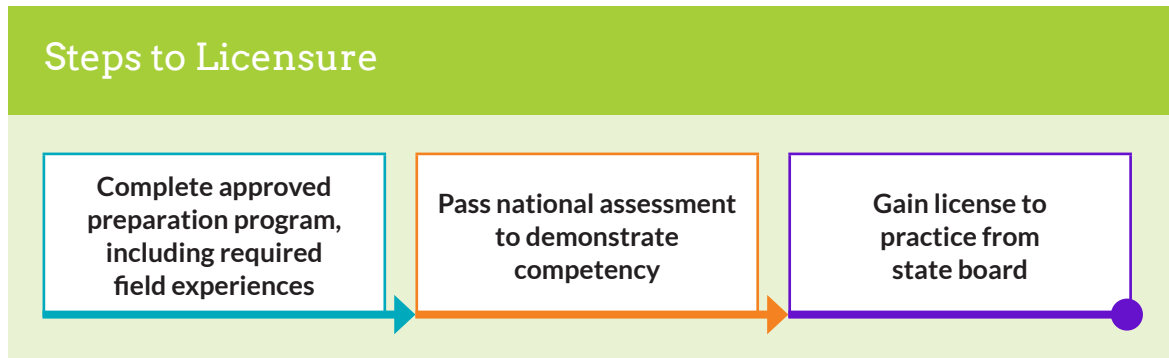 Steps to Licensure
Complete approved
preparation program,
including required
field experiences
Pass national assessment
to demonstrate
competency
Gain license to
practice from
state board